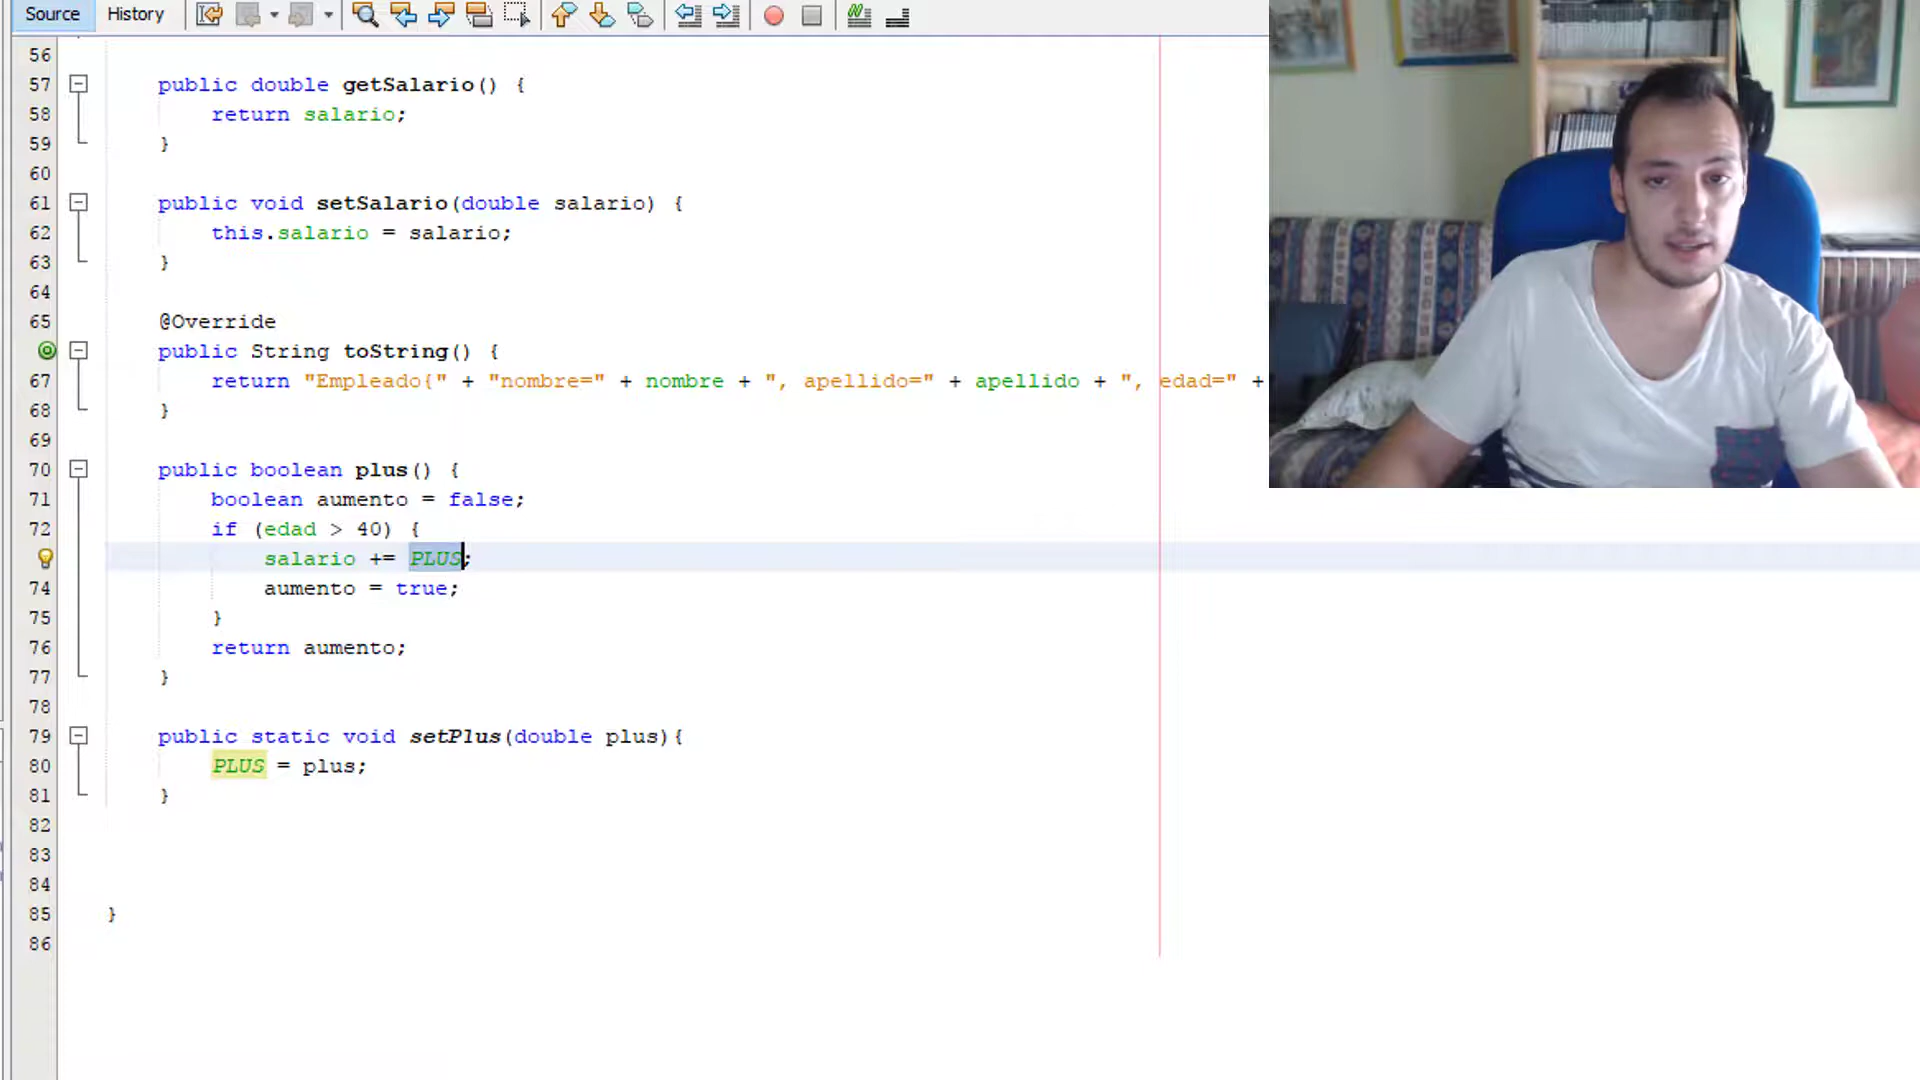 Source History
56
57 public double getSalario() {
58 return salario;
59 }
60
61 public void setSalario(double salario) {
62 this.salario = salario;
63 }
64
65 @Override
public String toString() {
67 return "Empleado{" + "nombre=" + nombre + ", apellido=" + apellido + ", edad=" +
68 }
69
70 public boolean plus() {
71 boolean aumento = false;
72 if (edad > 40) {
salario += PLUS;
74 aumento = true;
75 }
76 return aumento;
77 }
78
79 public static void setPlus(double plus){
80 PLUS = plus;
81 }
82
83
84
85 }
86